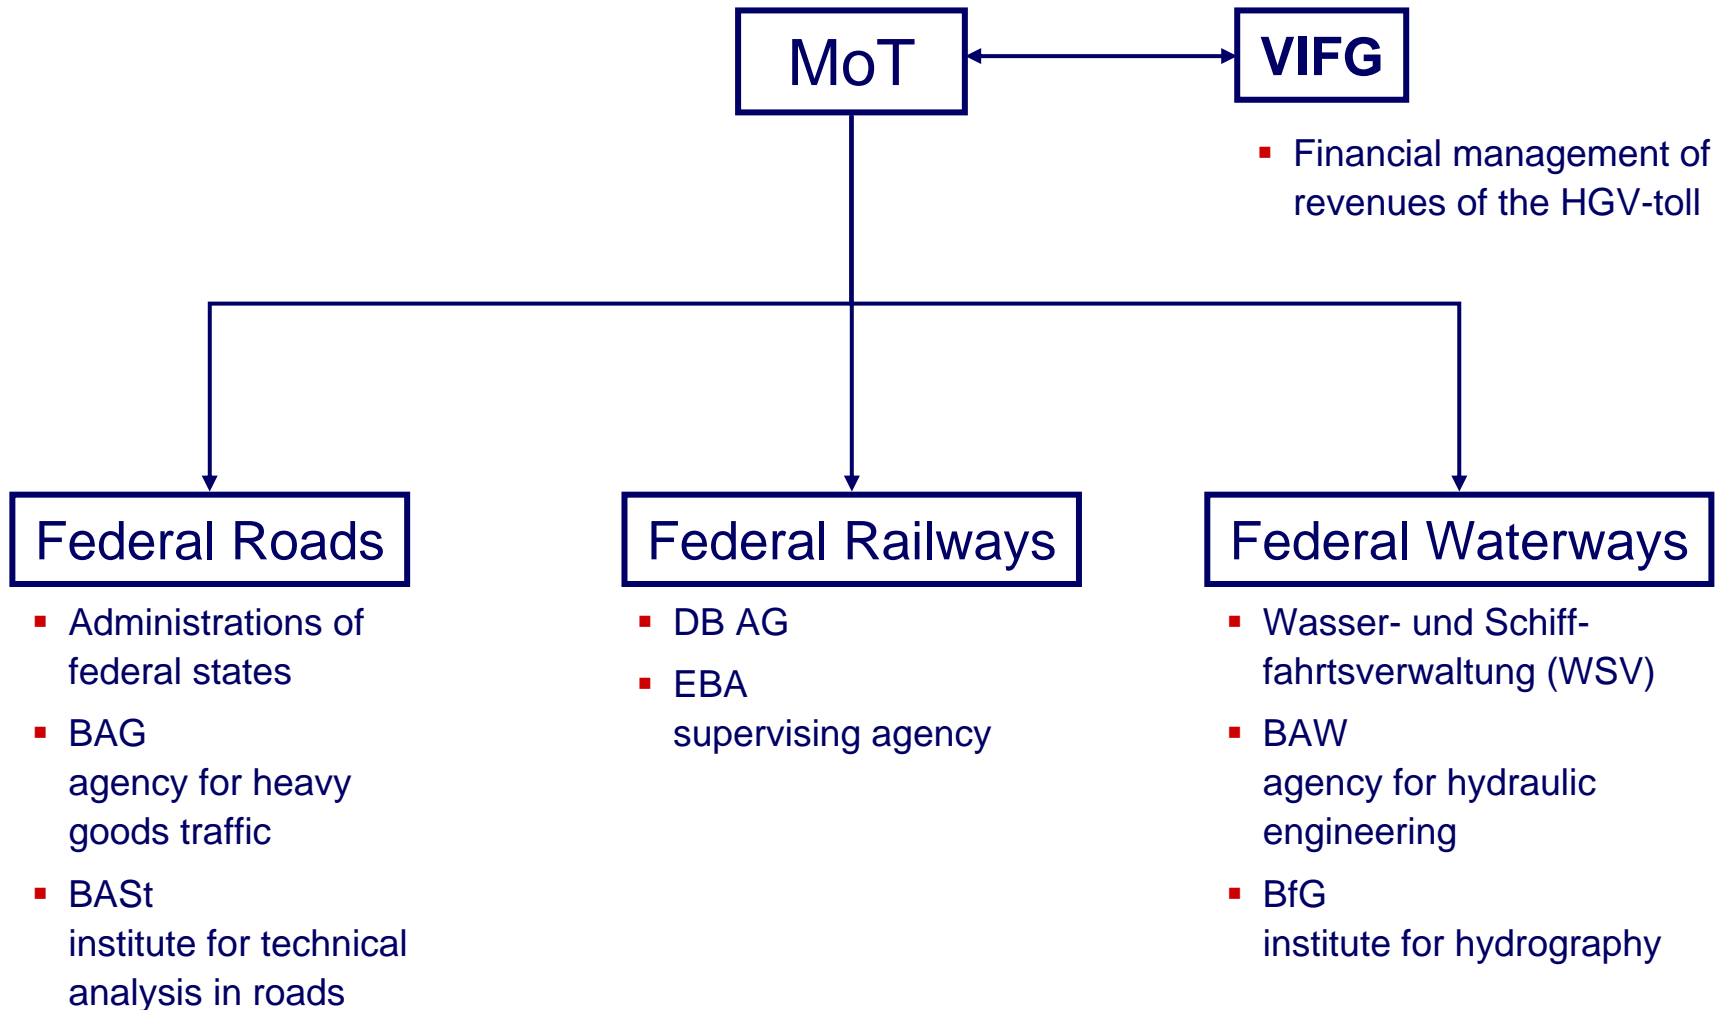 MoT
VIFG
Financial management of
revenues of the HGV-toll
Federal Roads
Administrations of
federal states
BAG
agency for heavy
goods traffic
BASt
institute for technical
analysis in roads
Federal Railways
DB AG
EBA
supervising agency
Federal Waterways
Wasser- und Schiff-
fahrtsverwaltung (WSV)
BAW
agency for hydraulic
engineering
BfG
institute for hydrography